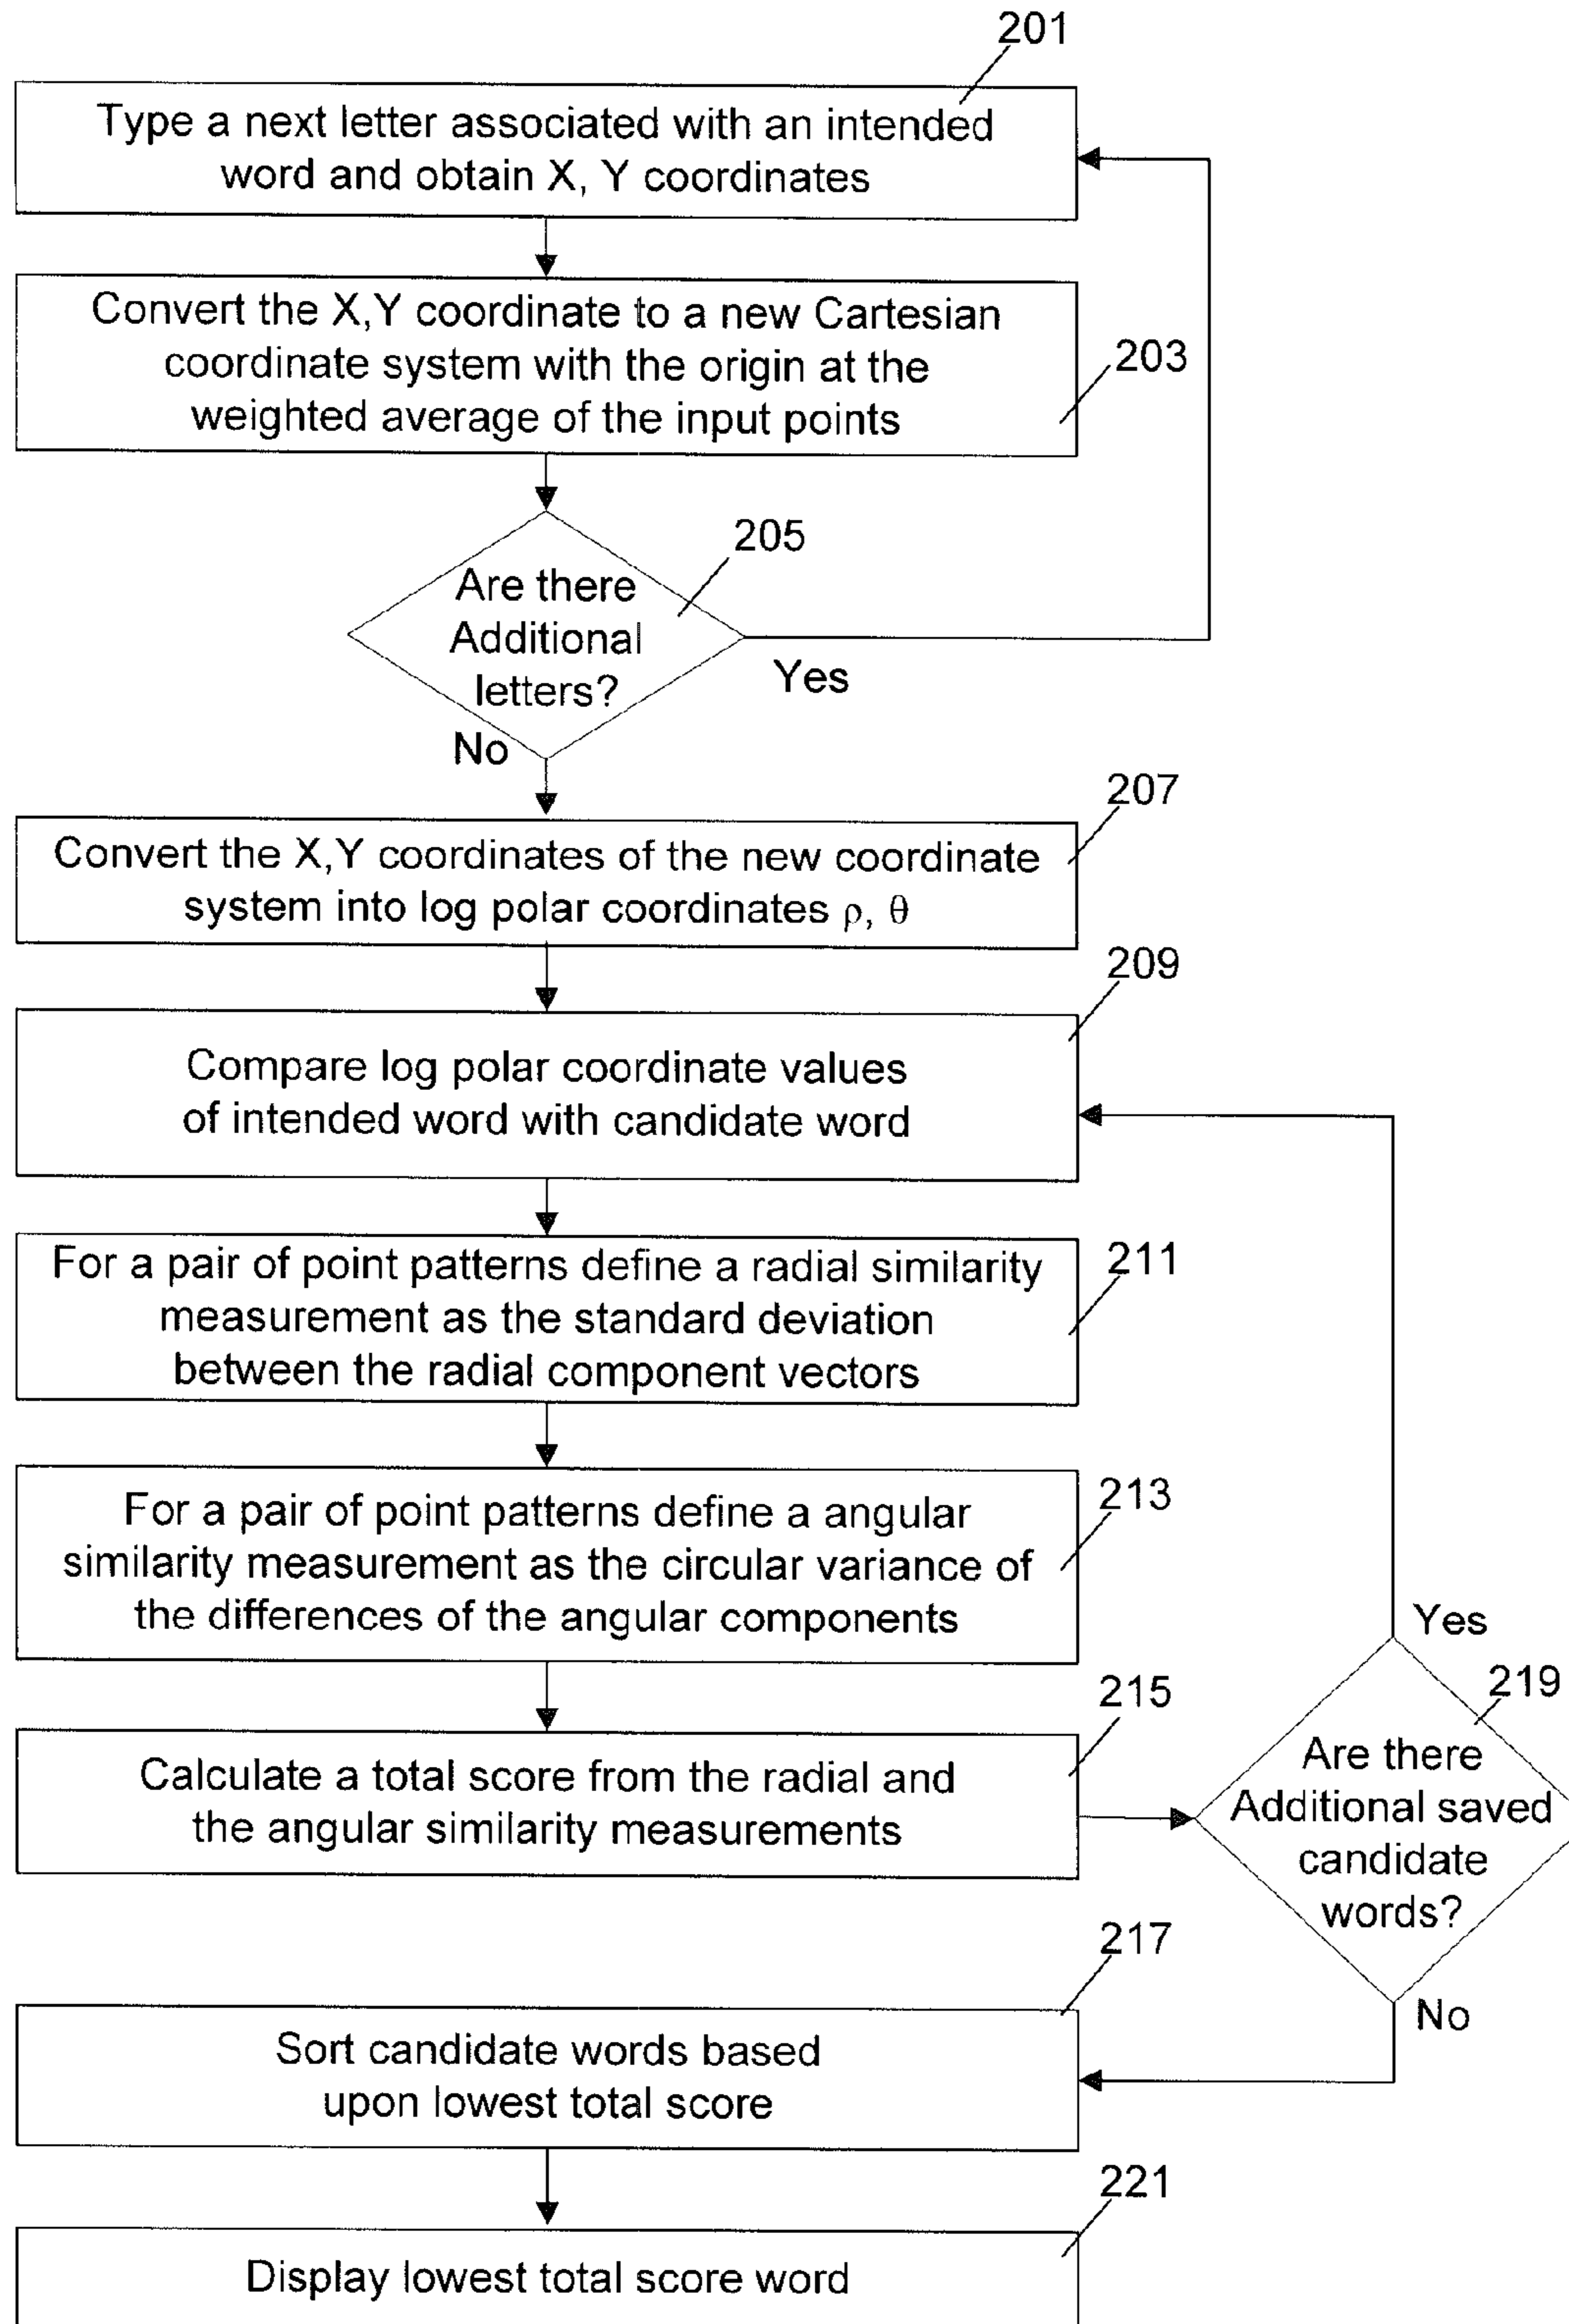 201
Type a next letter associated with an intended
word and obtain X, Y coordinates
Convert the X,Y coordinate to a new Cartesian
coordinate system with the origin at the
weighted average of the input points
203
205
Are there
Additional
letters?
Yes
No
207
Convert the X,Y coordinates of the new coordinate
system into log polar coordinates ρ, θ
209
Compare log polar coordinate values
of intended word with candidate word
For a pair of point patterns define a radial similarity
measurement as the standard deviation
between the radial component vectors
211
For a pair of point patterns define a angular
similarity measurement as the circular variance of
the differences of the angular components
213
215
Calculate a total score from the radial and
the angular similarity measurements
Yes
219
Are there
Additional saved
candidate
words?
No
217
Sort candidate words based
upon lowest total score
221
Display lowest total score word